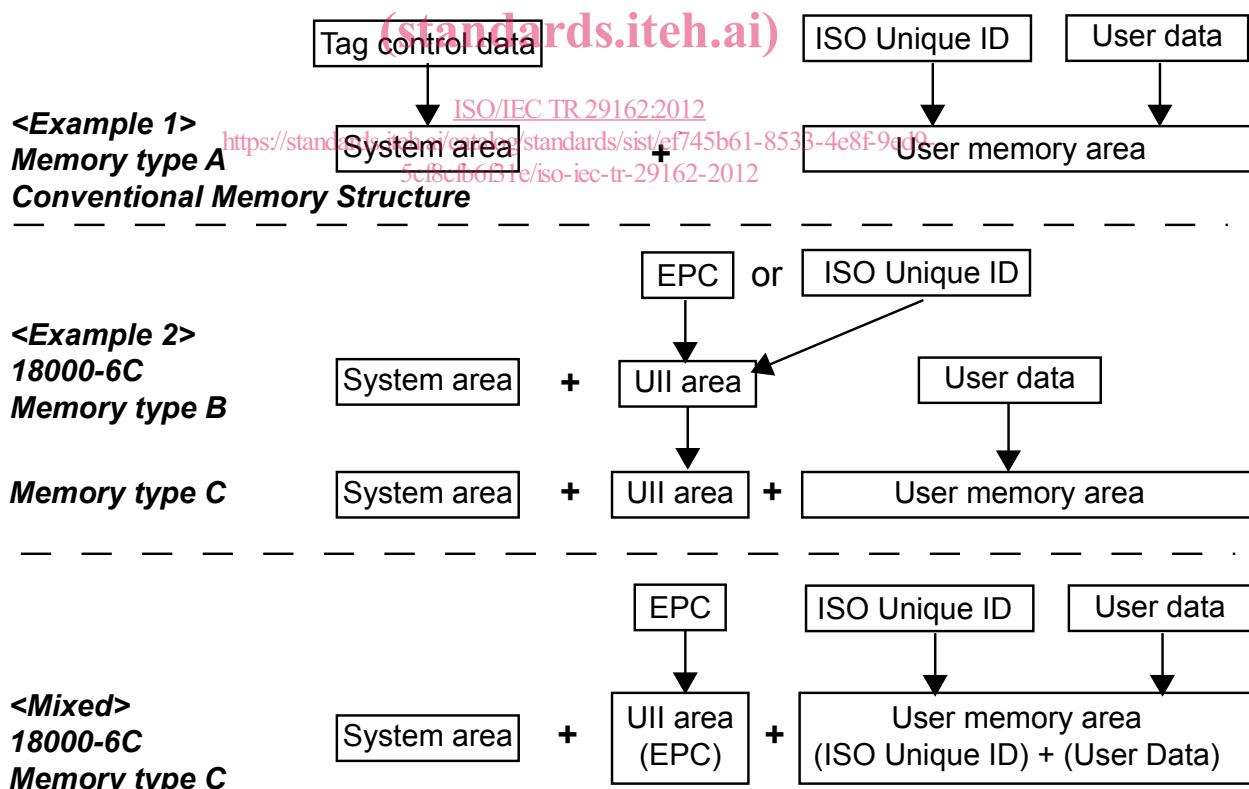 (standards.iteh.ai)
Tag control data
ISO Unique ID
User data
ISO/IEC TR 29162:2012
<Example 1>
Memory type A
Conventional Memory Structure
https://standards.iteh.ai/catalog/standards/sist/ef745b61-8533-4e8f-9ed9-
5cf8cfb6f31e/iso-iec-tr-29162-2012
System area
+
User memory area
EPC or ISO Unique ID
<Example 2>
18000-6C
Memory type B
System area + UII area
User data
Memory type C
System area + UII area + User memory area
EPC
ISO Unique ID
User data
<Mixed>
18000-6C
Memory type C
System area + UII area
(EPC)
+ User memory area
(ISO Unique ID) + (User Data)